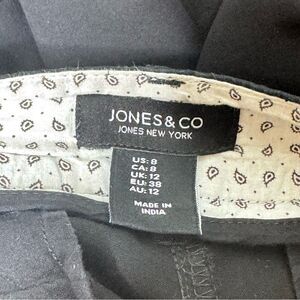 JONES & CO
JONES NEW YORK
US: 8
CA: 8
UK: 12
EU: 38
AU: 12
MADE IN
INDIA